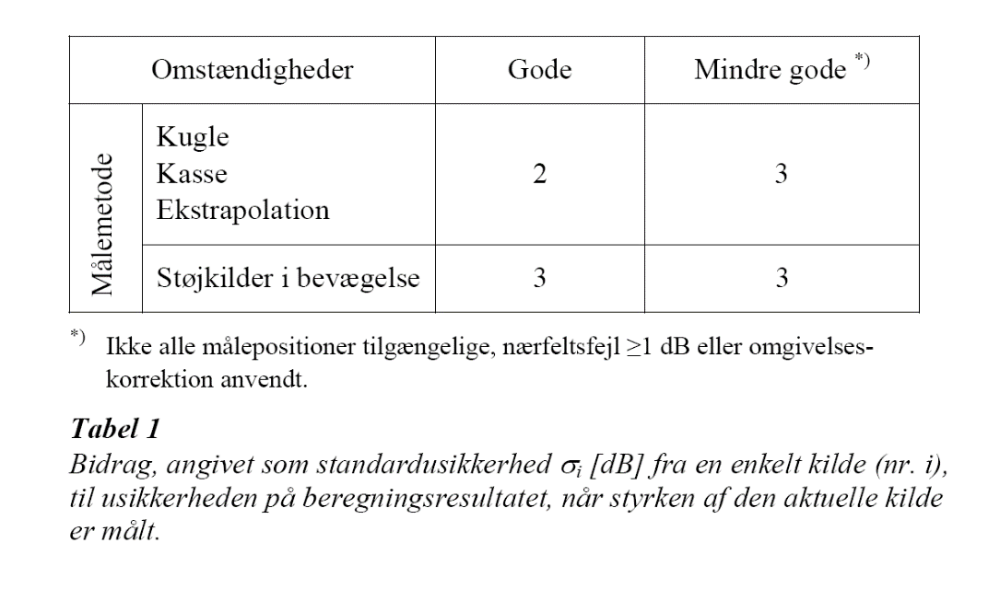 Omstændigheder Gode Mindre gode *)
Målemetode
Kugle
Kasse
Ekstrapolation
2 3
Støjkilder i bevægelse 3 3
*) Ikke alle målepositioner tilgængelige, nærfeltsfejl ≥1 dB eller omgivelses-
korrektion anvendt.
Tabel 1
Bidrag, angivet som standardusikkerhed σi [dB] fra en enkelt kilde (nr. i),
til usikkerheden på beregningsresultatet, når styrken af den aktuelle kilde
er målt.